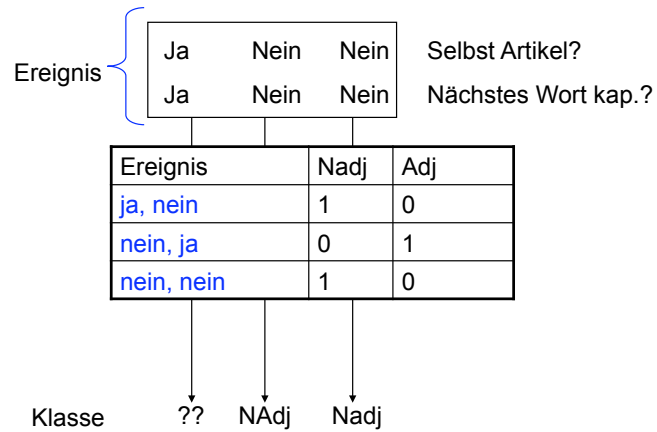 Ja Nein Nein Selbst Artikel?
Ereignis
Ja Nein Nein Nächstes Wort kap.?
Ereignis Nadj Adj
ja, nein 1 0
nein, ja 0 1
nein, nein 1 0
Klasse ?? NAdj Nadj